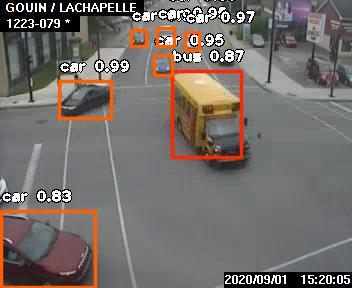 GOUIN / LACHAPELLE
1223-079 *
car 0.97
car 0.95
car 0.99
bus 0.87
car 0.83
2020/09/01 15:20:05